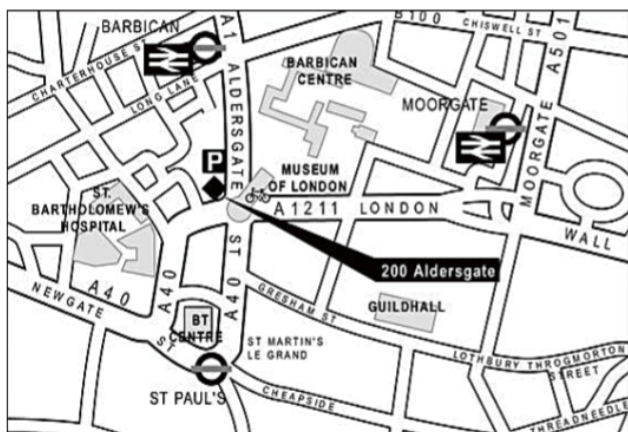 BARBICAN
A1 ALDERSGATE ST A40
B100
CHISWELL ST
MOORGATE A501
CHARTERHOUSE ST
LONG LANE
BARBICAN
CENTRE
MOORGATE
P
MUSEUM
OF LONDON
ST.
BARTHOLOMEW'S
HOSPITAL
A1211 LONDON WALL
200 Aldersgate
A40
A40
NEWGATE ST
GRESHAM ST
GUILDHALL
BT
CENTRE
ST MARTIN'S
LE GRAND
LOTHBURY THROGMORTON
STREET
ST PAUL'S
CHEAPSIDE
THREADNEEDLE